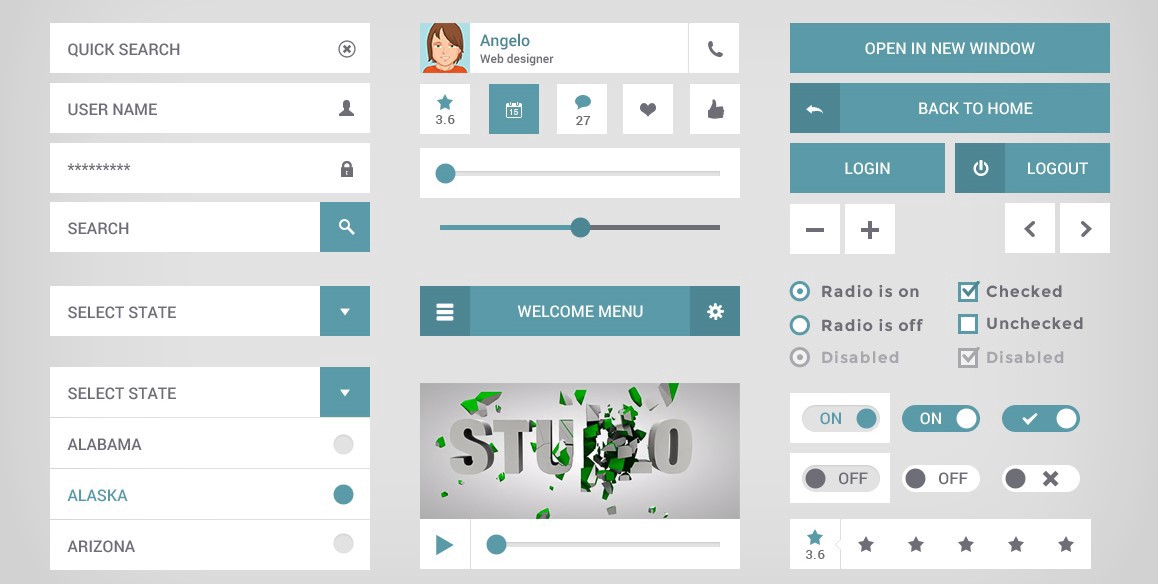 QUICK SEARCH
USER NAME
*********
SEARCH
SELECT STATE
SELECT STATE
ALABAMA
ALASKA
ARIZONA
Angelo
Web designer
3.6
15
27
WELCOME MENU
STUDIO
OPEN IN NEW WINDOW
BACK TO HOME
LOGIN
LOGOUT
Radio is on
Checked
Radio is off
Unchecked
Disabled
Disabled
ON
ON
OFF
OFF
3.6